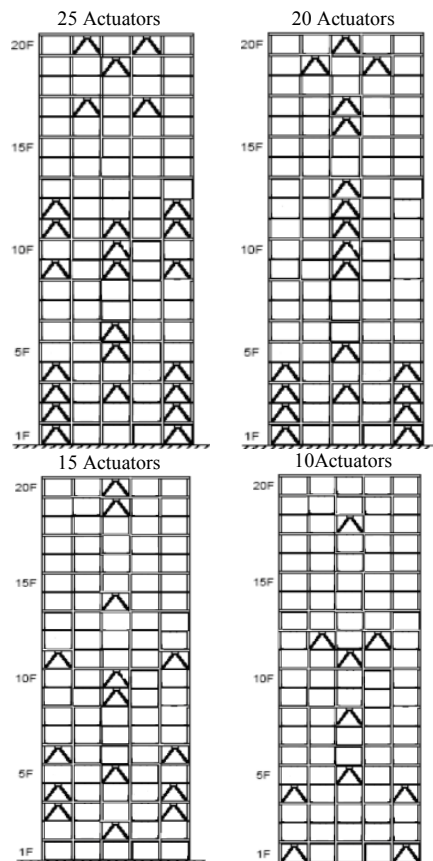 25 Actuators
20 Actuators
20F
15F
10F
5F
1F
20F
15F
10F
5F
1F
15 Actuators
10Actuators
20F
15F
10F
5F
1F
20F
15F
10F
5F
1F